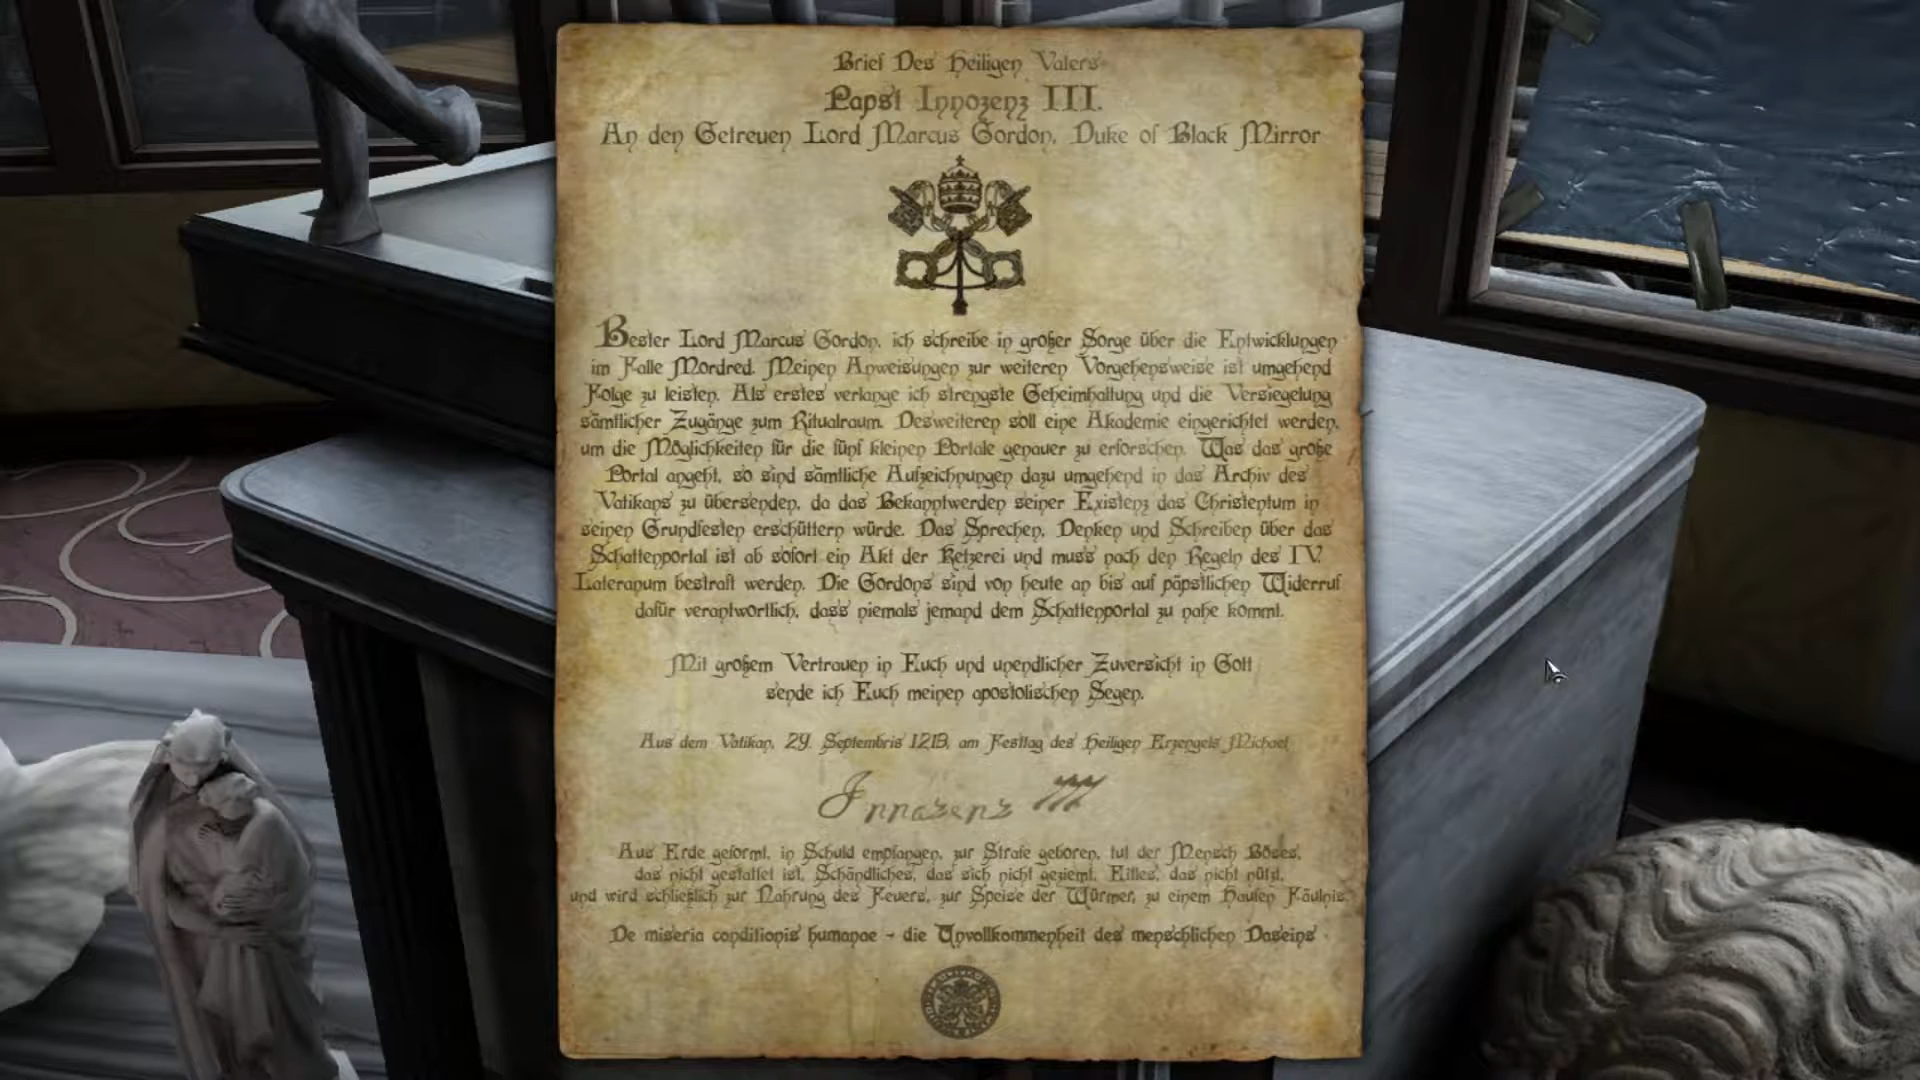 Brief Des Heiligen Vaters
Papst Innozenz III.
An den Getreuen Lord Marcus Gordon, Duke of Black Mirror
Bester Lord Marcus Gordon, ich schreibe in großer Sorge über die Entwicklungen
im Falle Mordred. Meinen Anweisungen zur weiteren Vorgehensweise ist umgehend
Folge zu leisten. Als erstes verlange ich strengste Geheimhaltung und die Versiegelung
sämtlicher Zugänge zum Ritualraum. Desweiteren soll eine Akademie eingerichtet werden,
um die Möglichkeiten für die fünf kleinen Portale genauer zu erforschen. Was das große
Portal angeht, so sind sämtliche Aufzeichnungen dazu umgehend in das Archiv des
Vatikans zu übersenden, da das Bekanntwerden seiner Existenz das Christentum in
seinen Grundfesten erschüttern würde. Das Sprechen, Denken und Schreiben über das
Schattenportal ist ab sofort ein Akt der Ketzerei und muss nach den Regeln des IV.
Lateranum bestraft werden. Die Gordons sind von heute an bis auf päpstlichen Widerruf
dafür verantwortlich, dass niemals jemand dem Schattenportal zu nahe kommt.
Mit großem Vertrauen in Euch und unendlicher Zuversicht in Gott
sende ich Euch meinen apostolischen Segen.
Aus dem Vatikan, 29. Septembris 1213, am Festtag des Heiligen Erzengels Michael
Innozenz III
Aus Erde geformt, in Schuld empfangen, zur Strafe geboren, tut der Mensch Böses,
das nicht gestattet ist, Schändliches, das sich nicht geziemt, Eitles, das nicht nützt,
und wird schließlich zur Nahrung des Feuers, zur Speise der Würmer, zu einem Haufen Fäulnis.
De miseria conditionis humanae - die Unvollkommenheit des menschlichen Daseins